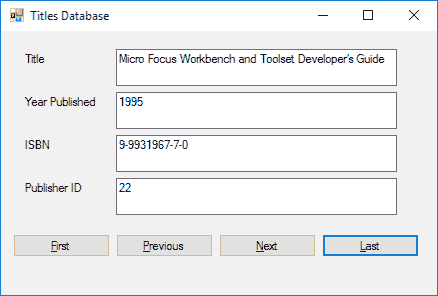 Titles Database
Title
Micro Focus Workbench and Toolset Developer's Guide
Year Published
1995
ISBN
9-9931967-7-0
Publisher ID
22
First
Previous
Next
Last